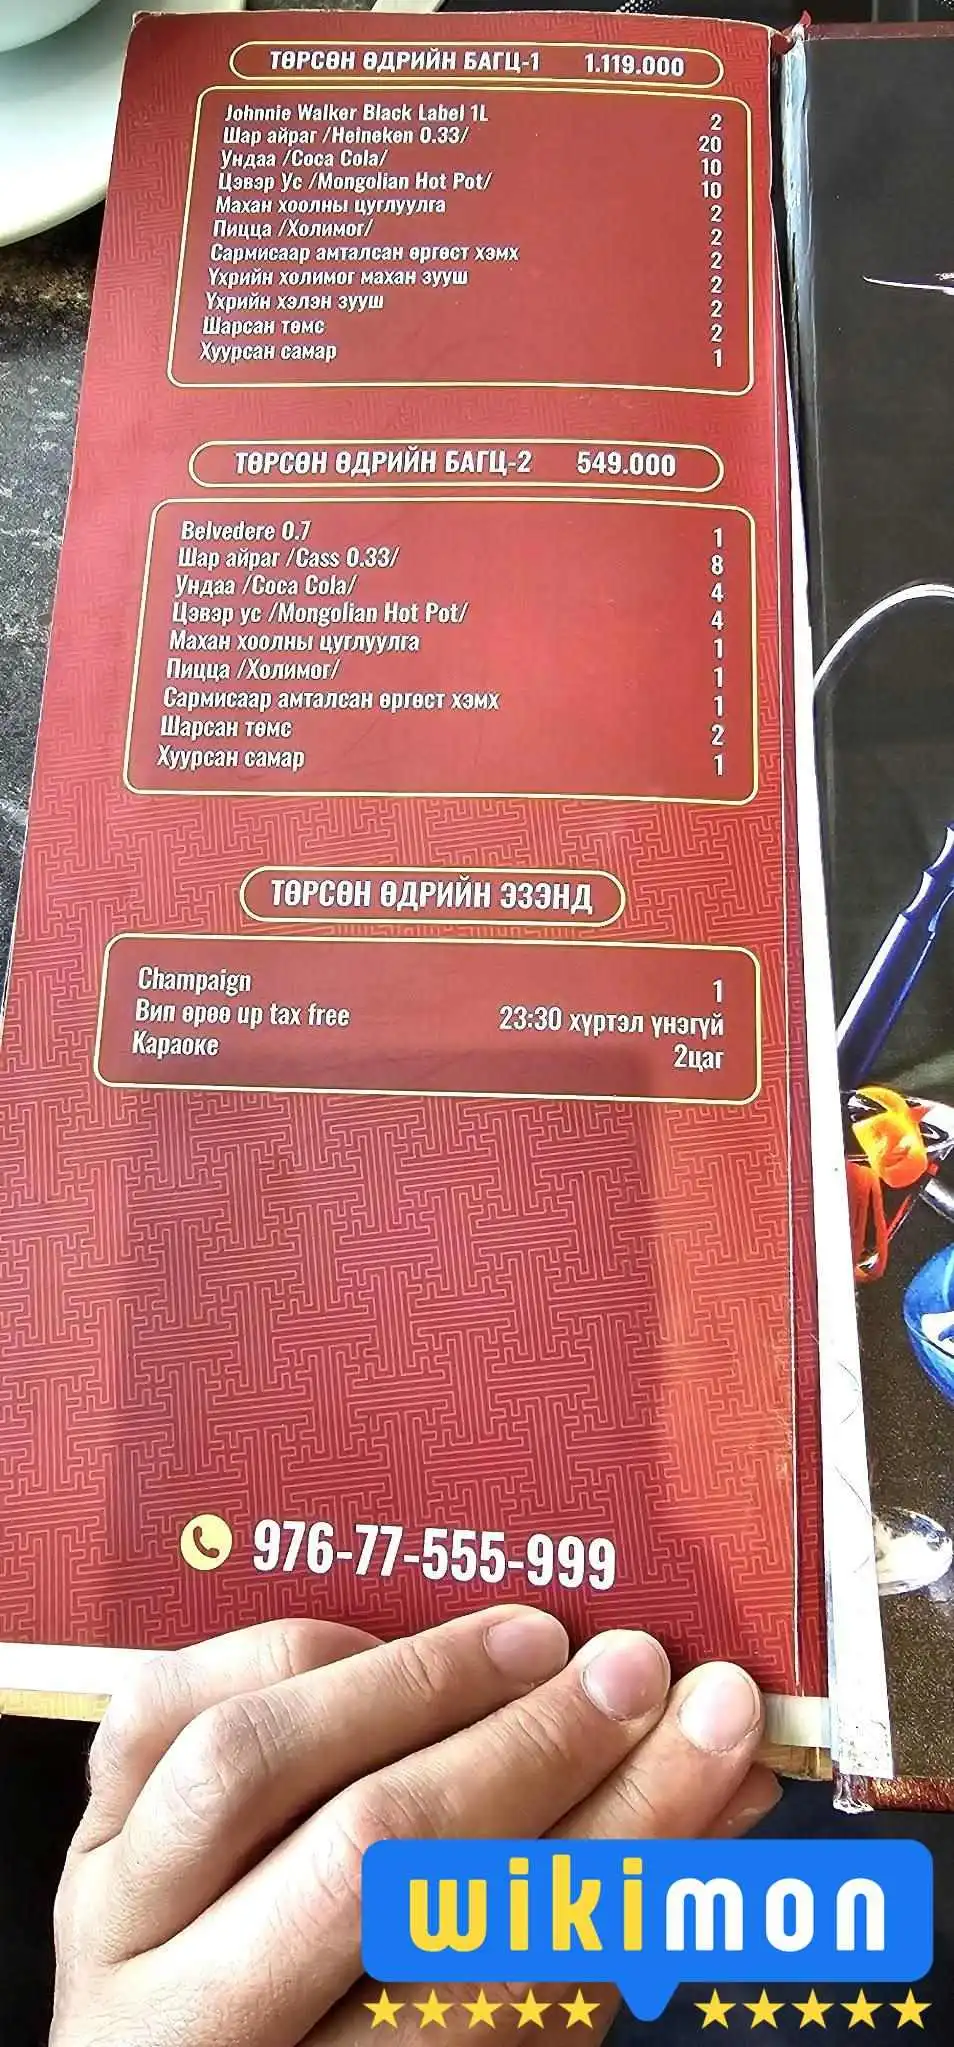 ТӨРСӨН ӨДРИЙН БАГЦ-1 1.119.000
Johnnie Walker Black Label 1L 2
Шар айраг /Heineken 0.33/ 20
Ундаа /Coca Cola/ 10
Цэвэр Ус /Mongolian Hot Pot/ 10
Махан хоолны цуглуулга 2
Пицца /Холимог/ 2
Сармисаар амталсан өргөст хэмх 2
Үхрийн холимог махан зууш 2
Үхрийн хэлэн зууш 2
Шарсан төмс 2
Хуурсан самар 1
ТӨРСӨН ӨДРИЙН БАГЦ-2 549.000
Belvedere 0.7 1
Шар айраг /Cass 0.33/ 8
Ундаа /Coca Cola/ 4
Цэвэр ус /Mongolian Hot Pot/ 4
Махан хоолны цуглуулга 1
Пицца /Холимог/ 1
Сармисаар амталсан өргөст хэмх 1
Шарсан төмс 2
Хуурсан самар 1
ТӨРСӨН ӨДРИЙН ЭЗЭНД
Champaign 1
Вип өрөө up tax free 23:30 хүртэл үнэгүй
Караоке 2цаг
976-77-555-999
wikimon